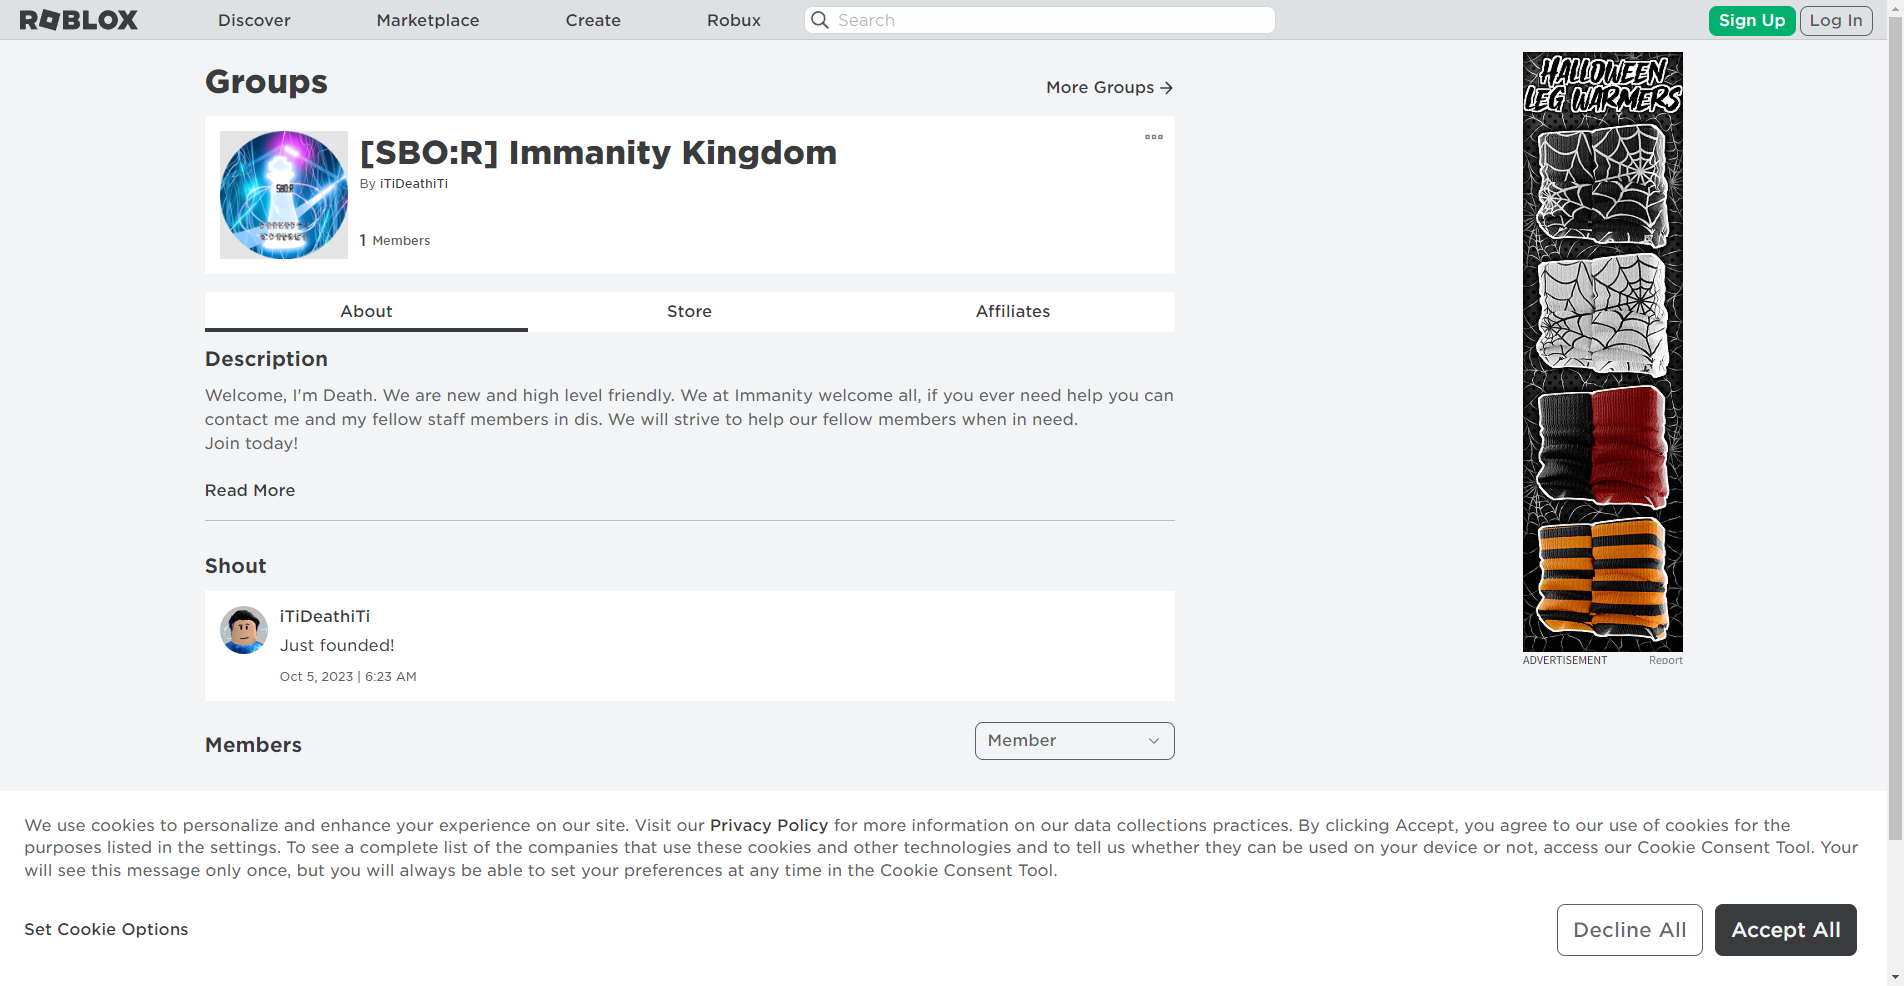 ROBLOX
Discover
Marketplace
Create
Robux
Search
Sign Up
Log In
Groups
More Groups
[SBO:R] Immanity Kingdom
By iTiDeathiTi
1 Members
SBO:R
About
Store
Affiliates
Description
Welcome, I'm Death. We are new and high level friendly. We at Immanity welcome all, if you ever need help you can
contact me and my fellow staff members in dis. We will strive to help our fellow members when in need.
Join today!
Read More
Shout
iTiDeathiTi
Just founded!
Oct 5, 2023 | 6:23 AM
Members
Member
HALLOWEEN
LEG WARMERS
ADVERTISEMENT
Report
We use cookies to personalize and enhance your experience on our site. Visit our Privacy Policy for more information on our data collections practices. By clicking Accept, you agree to our use of cookies for the
purposes listed in the settings. To see a complete list of the companies that use these cookies and other technologies and to tell us whether they can be used on your device or not, access our Cookie Consent Tool. Your
will see this message only once, but you will always be able to set your preferences at any time in the Cookie Consent Tool.
Set Cookie Options
Decline All
Accept All